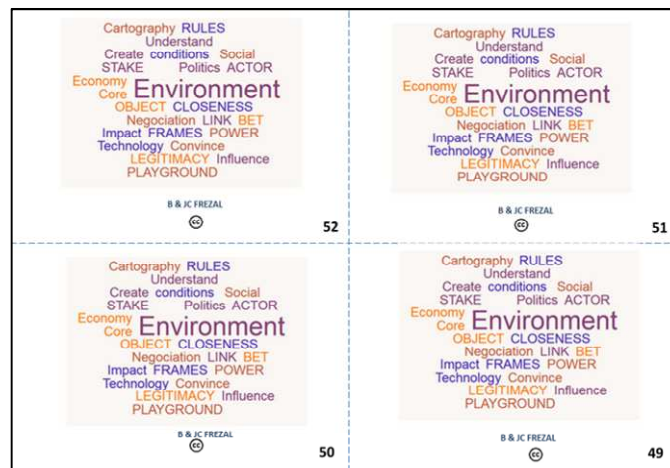 Cartography RULES
Understand
Create conditions Social
STAKE Politics ACTOR
Economy
Core Environment
OBJECT CLOSENESS
Negociation LINK BET
Impact FRAMES POWER
Technology Convince
LEGITIMACY Influence
PLAYGROUND
B & JC FREZAL
cc
52
Cartography RULES
Understand
Create conditions Social
STAKE Politics ACTOR
Economy
Core Environment
OBJECT CLOSENESS
Negociation LINK BET
Impact FRAMES POWER
Technology Convince
LEGITIMACY Influence
PLAYGROUND
B & JC FREZAL
cc
51
Cartography RULES
Understand
Create conditions Social
STAKE Politics ACTOR
Economy
Core Environment
OBJECT CLOSENESS
Negociation LINK BET
Impact FRAMES POWER
Technology Convince
LEGITIMACY Influence
PLAYGROUND
B & JC FREZAL
cc
50
Cartography RULES
Understand
Create conditions Social
STAKE Politics ACTOR
Economy
Core Environment
OBJECT CLOSENESS
Negociation LINK BET
Impact FRAMES POWER
Technology Convince
LEGITIMACY Influence
PLAYGROUND
B & JC FREZAL
cc
49